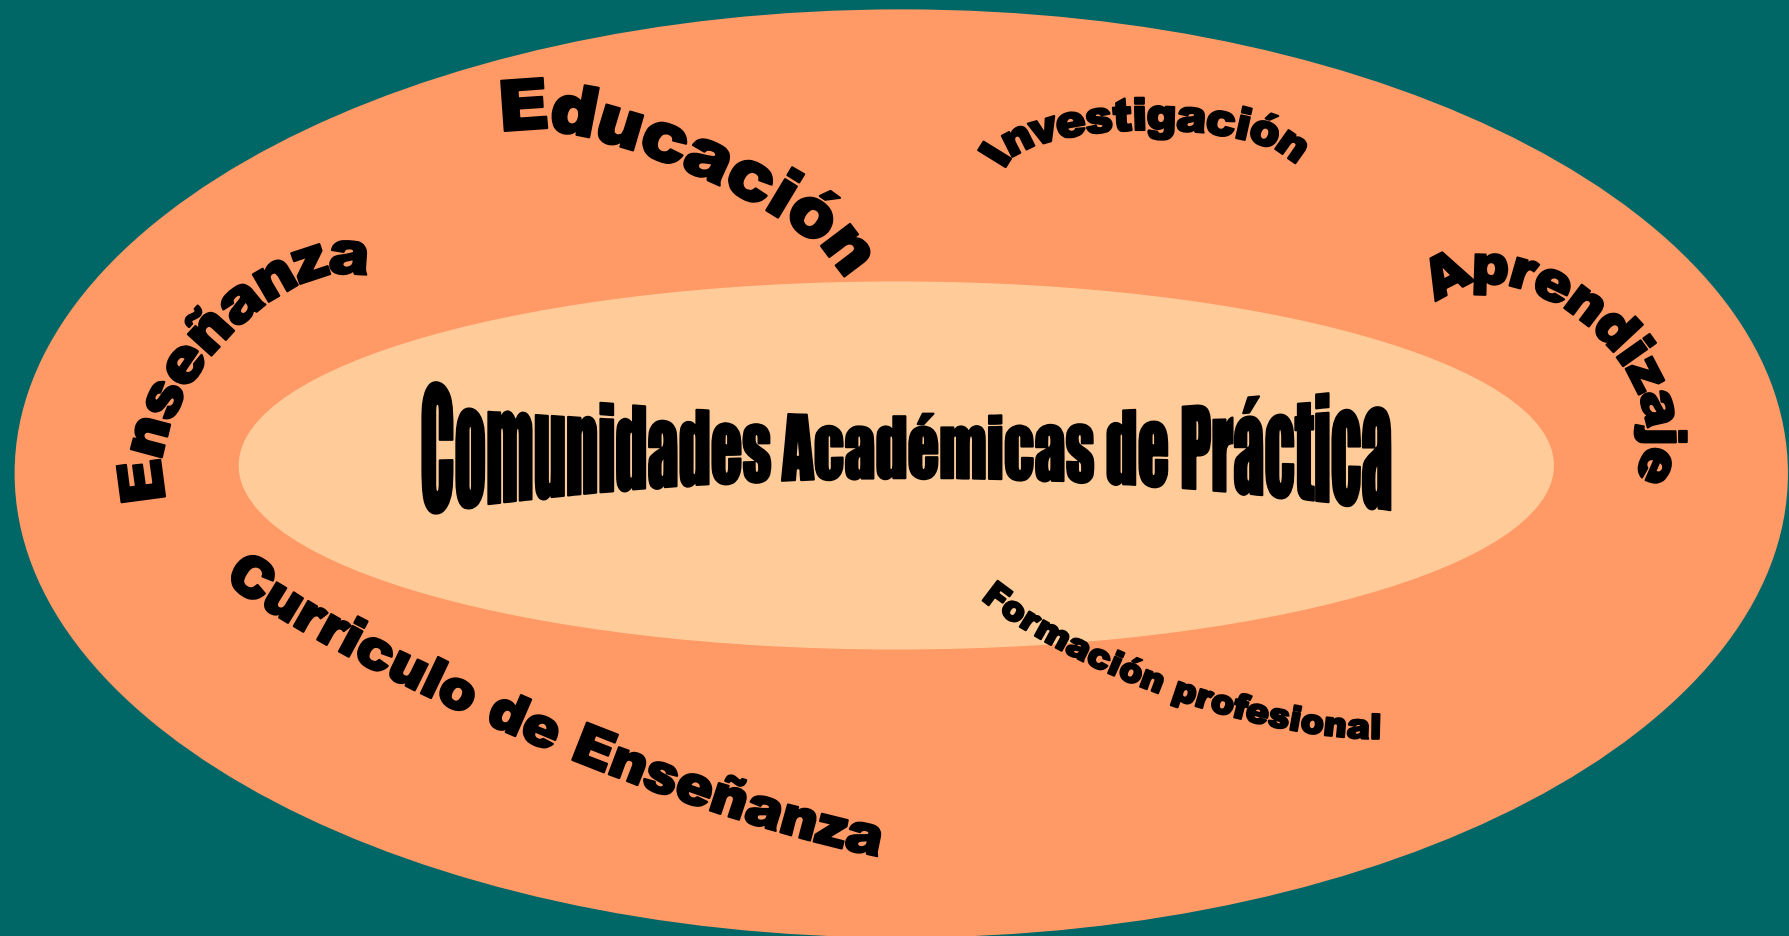 Educación
Investigación
Enseñanza
Aprendizaje
Comunidades Académicas de Práctica
Curriculo de Enseñanza
Formación profesional